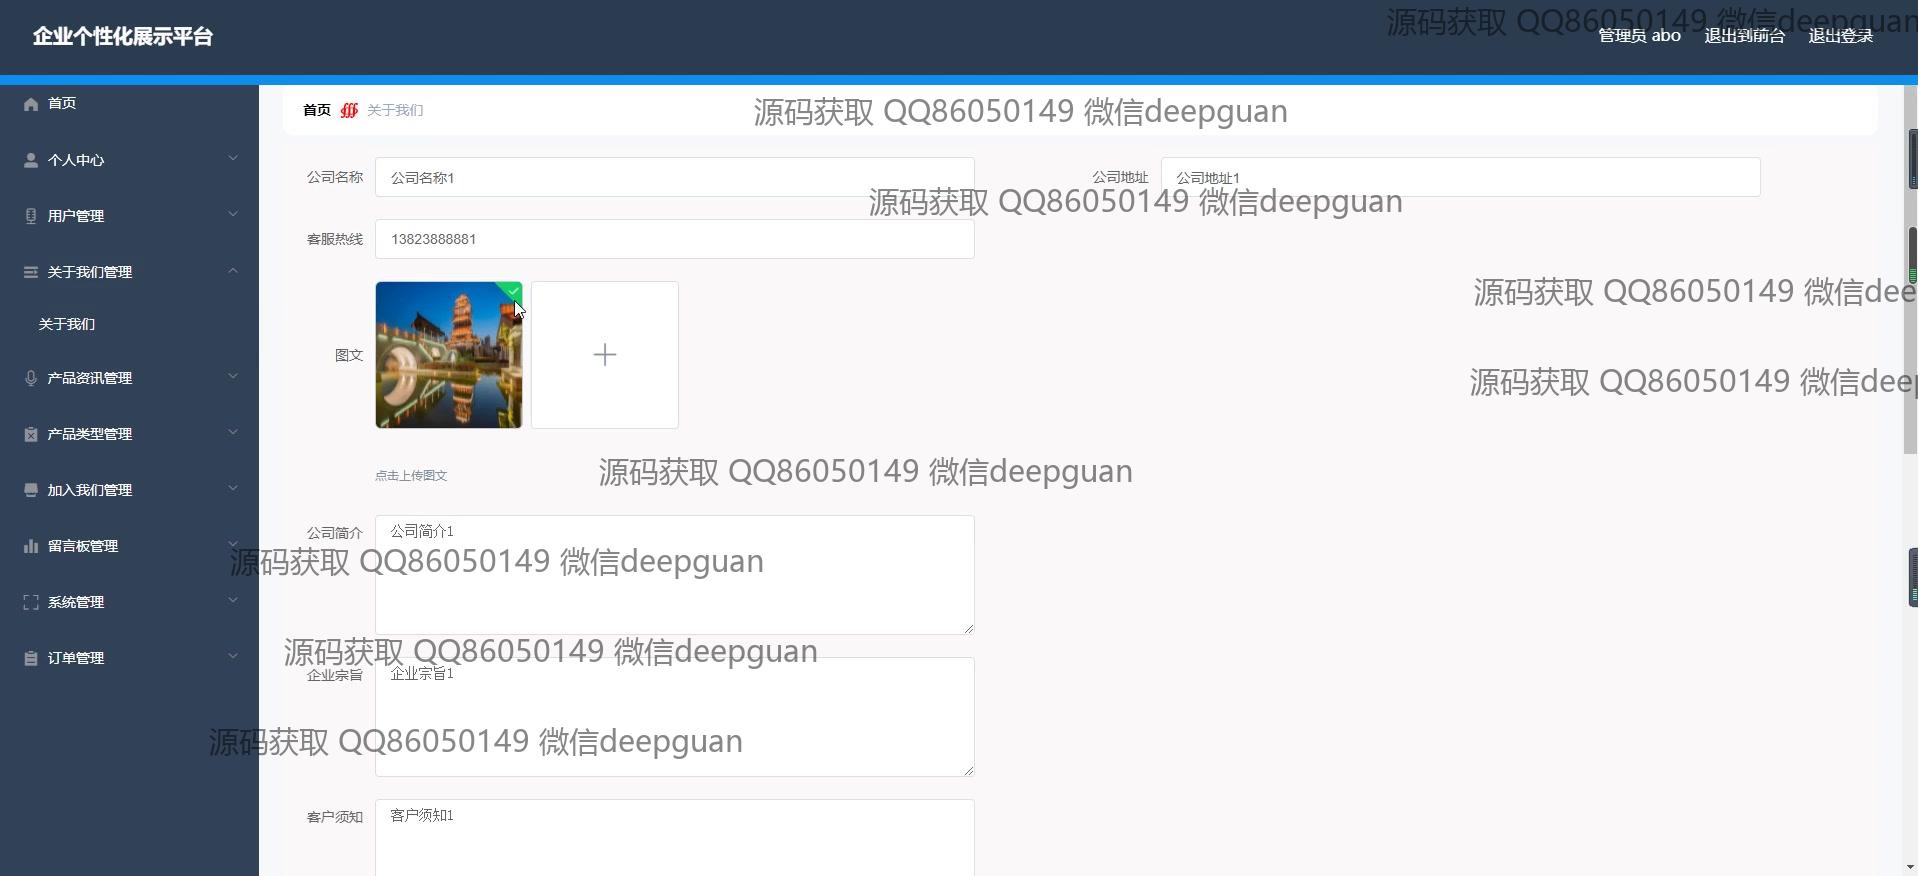 企业个性化展示平台
源码获取 QQ86050149 微信deepguan
管理员 abo 退出到前台 退出登录
首页
个人中心
用户管理
关于我们管理
关于我们
产品资讯管理
产品类型管理
加入我们管理
留言板管理
系统管理
订单管理
首页 关于我们
源码获取 QQ86050149 微信deepguan
公司名称 公司名称1
公司地址 公司地址1
源码获取 QQ86050149 微信deepguan
客服热线 13823888881
源码获取 QQ86050149 微信dee
图文
源码获取 QQ86050149 微信deep
点击上传图文
源码获取 QQ86050149 微信deepguan
公司简介 公司简介1
源码获取 QQ86050149 微信deepguan
源码获取 QQ86050149 微信deepguan
企业宗旨 企业宗旨1
源码获取 QQ86050149 微信deepguan
客户须知 客户须知1